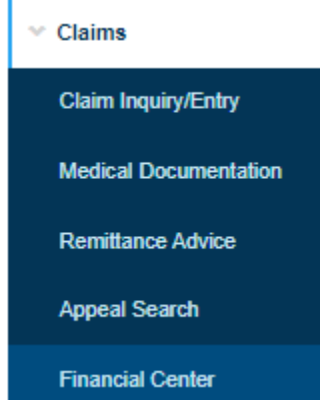 Claims
Claim Inquiry/Entry
Medical Documentation
Remittance Advice
Appeal Search
Financial Center